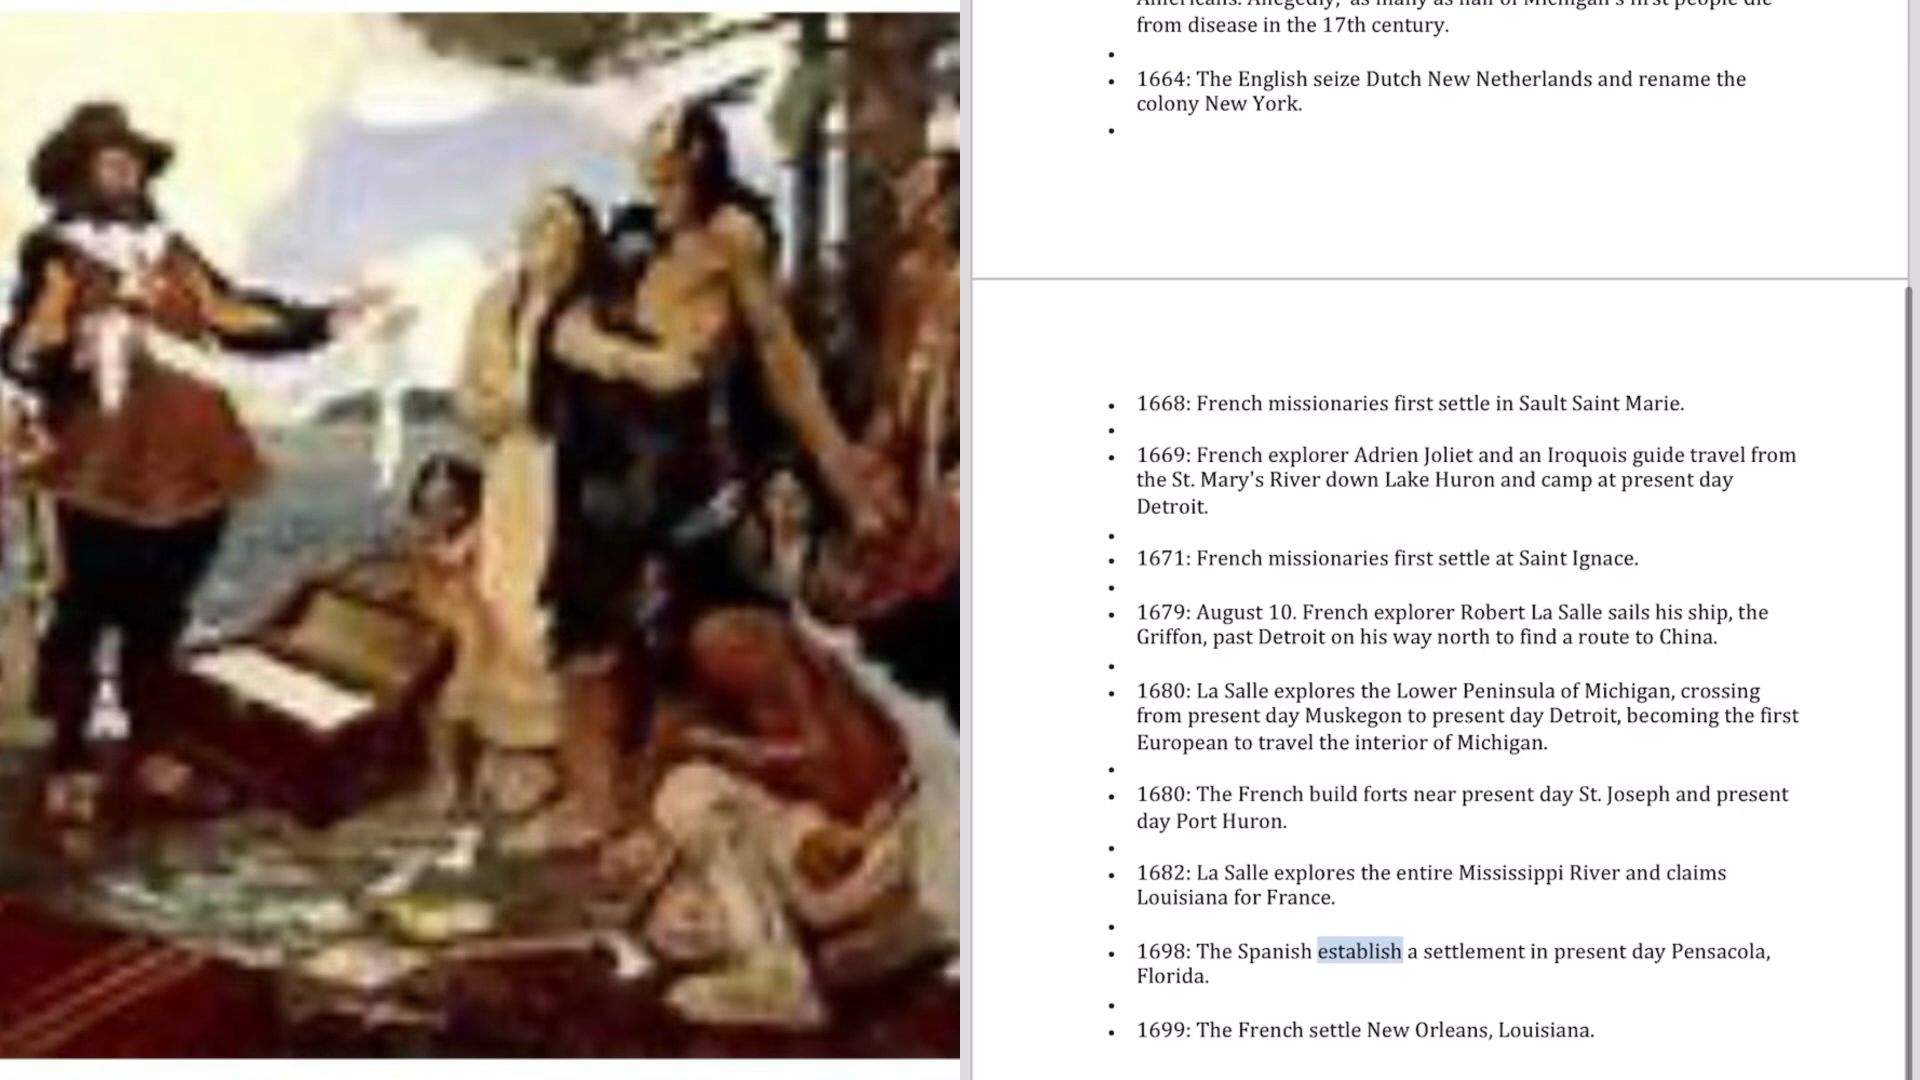 from disease in the 17th century.
1664: The English seize Dutch New Netherlands and rename the
colony New York.
1668: French missionaries first settle in Sault Saint Marie.
1669: French explorer Adrien Joliet and an Iroquois guide travel from
the St. Mary's River down Lake Huron and camp at present day
Detroit.
1671: French missionaries first settle at Saint Ignace.
1679: August 10. French explorer Robert La Salle sails his ship, the
Griffon, past Detroit on his way north to find a route to China.
1680: La Salle explores the Lower Peninsula of Michigan, crossing
from present day Muskegon to present day Detroit, becoming the first
European to travel the interior of Michigan.
1680: The French build forts near present day St. Joseph and present
day Port Huron.
1682: La Salle explores the entire Mississippi River and claims
Louisiana for France.
1698: The Spanish establish a settlement in present day Pensacola,
Florida.
1699: The French settle New Orleans, Louisiana.